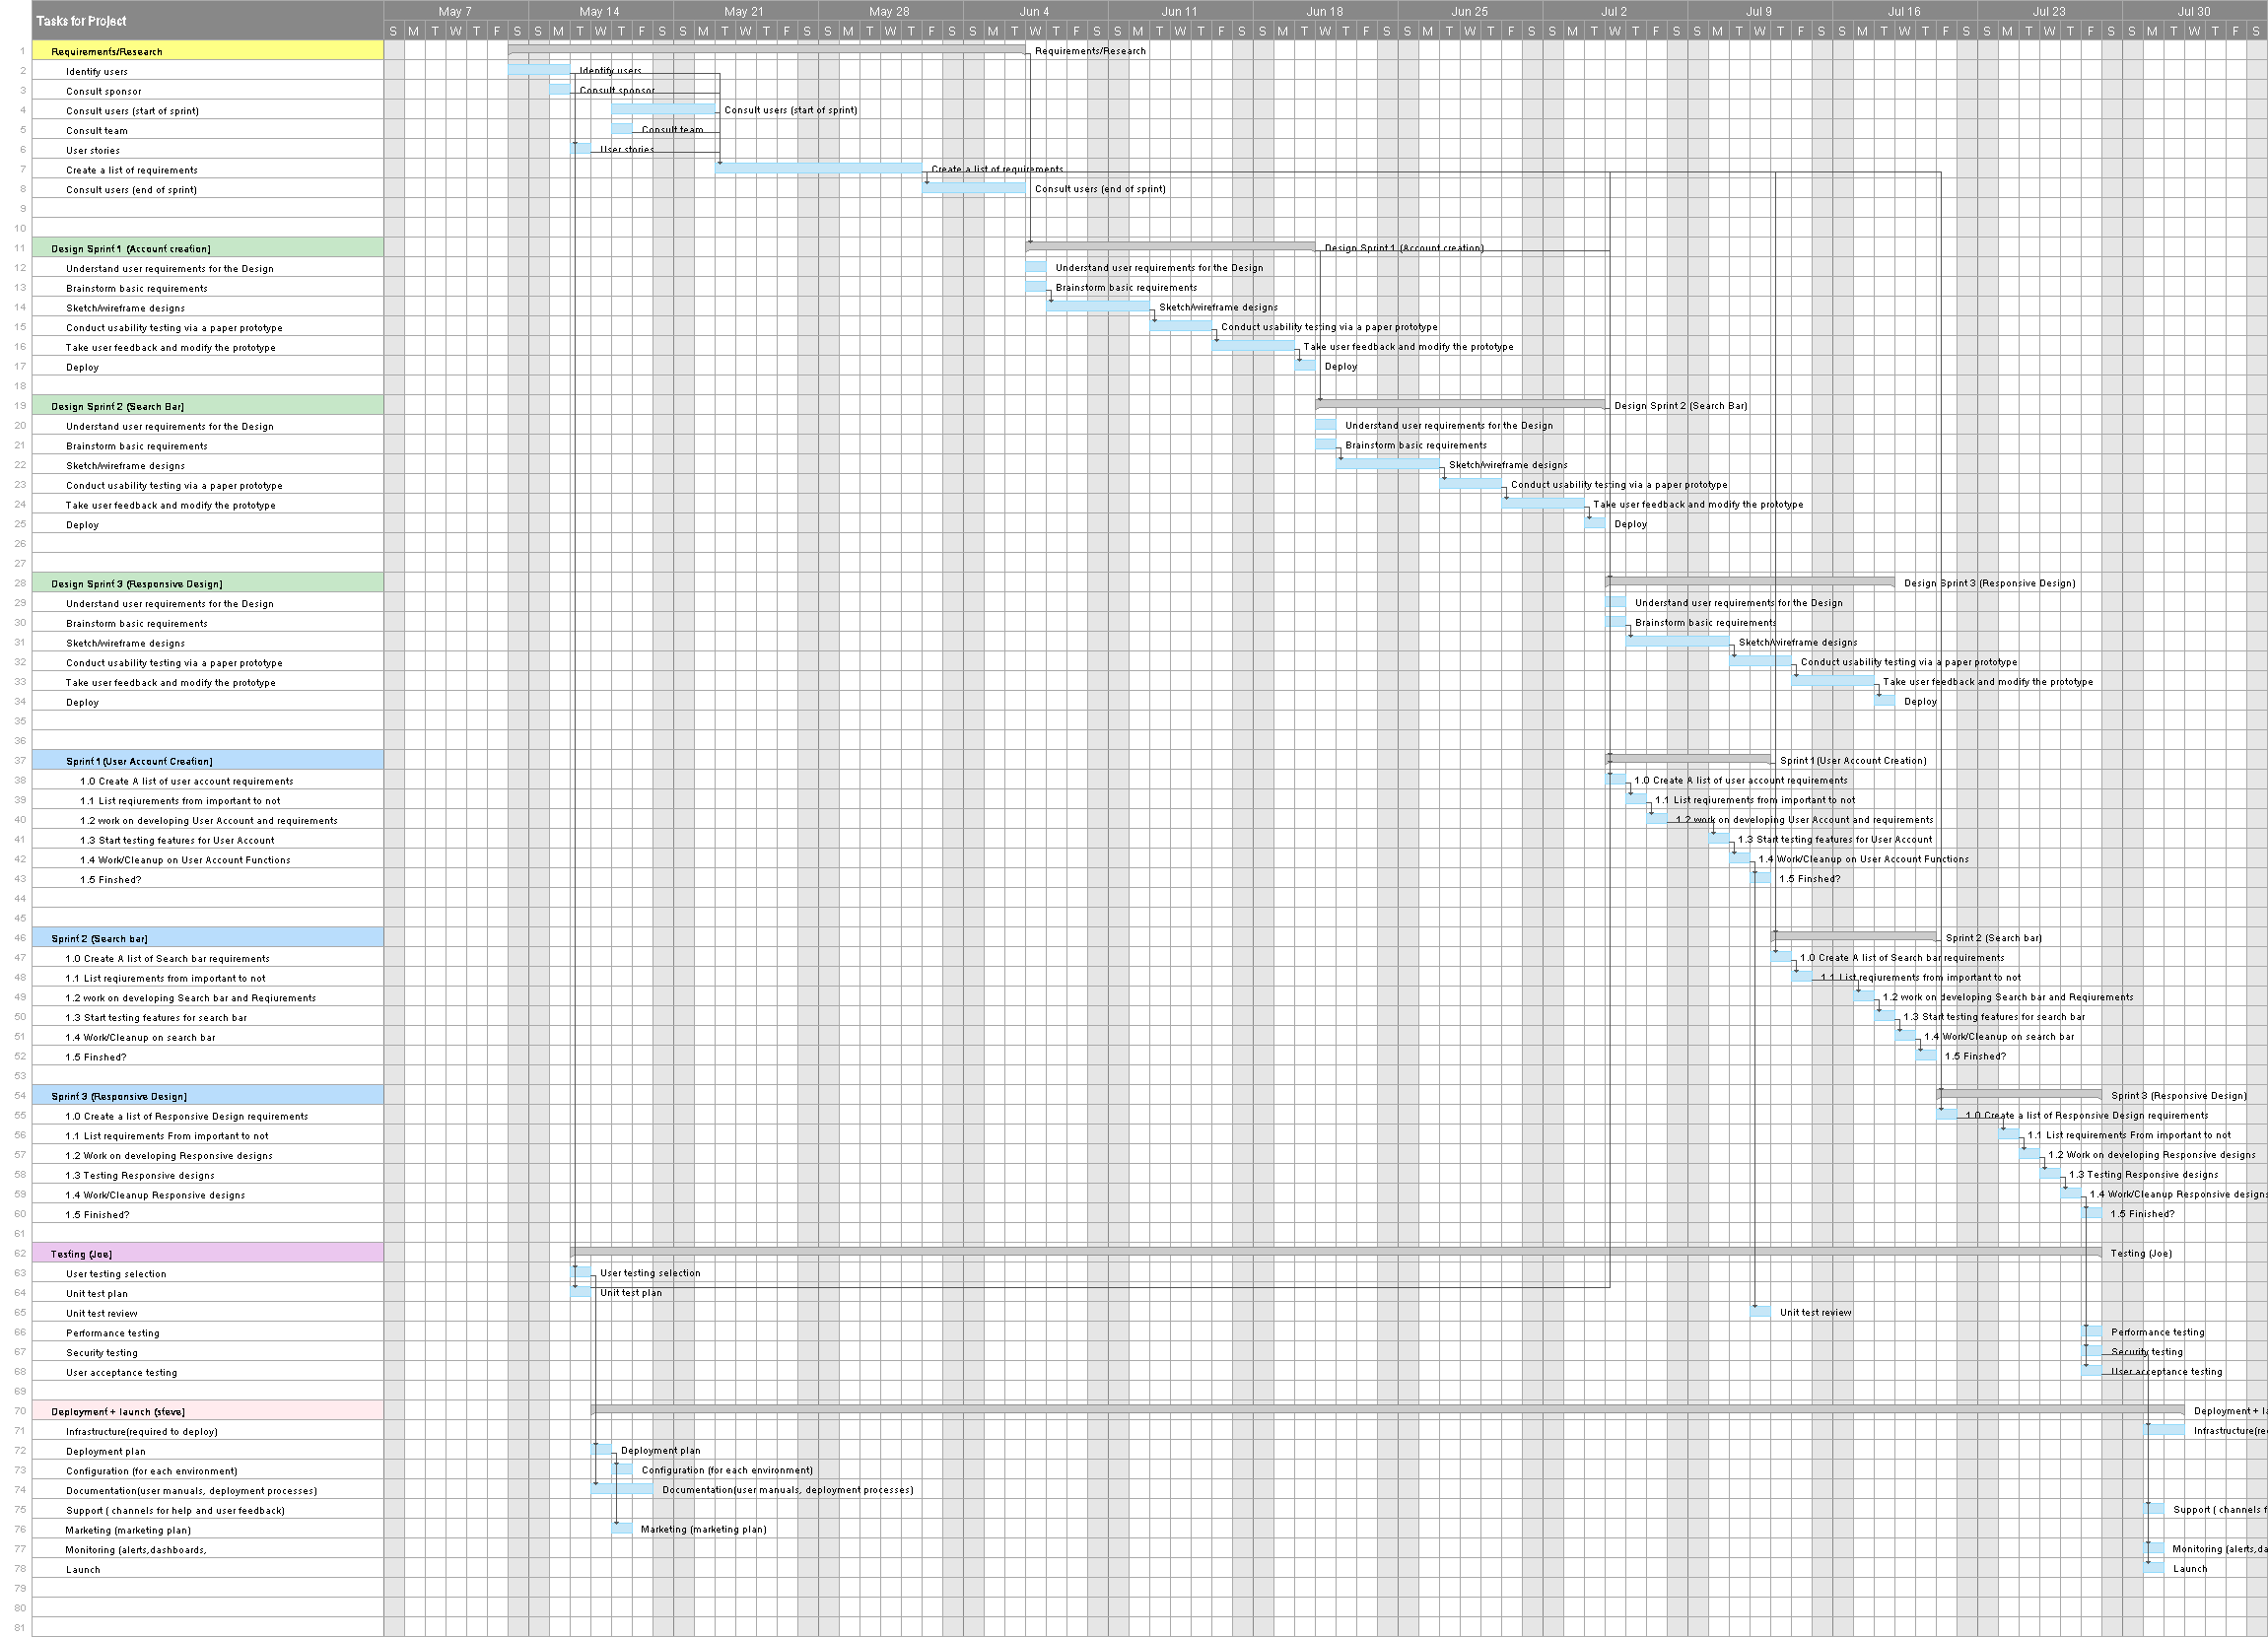 Tasks for Project
May 7 May 14 May 21 May 28 Jun 4 Jun 11 Jun 18 Jun 25 Jul 2 Jul 9 Jul 16 Jul 23 Jul 30
S M T W T F S S M T W T F S S M T W T F S S M T W T F S S M T W T F S S M T W T F S S M T W T F S S M T W T F S S M T W T F S S M T W T F S S M T W T F S S M T W T F S S M T W T F S
1 Requirements/Research Requirements/Research
2 Identify users Identify users
3 Consult sponsor Consult sponsor
4 Consult users (start of sprint) Consult users (start of sprint)
5 Consult team Consult team
6 User stories User stories
7 Create a list of requirements Create a list of requirements
8 Consult users (end of sprint) Consult users (end of sprint)
9
10
11 Design Sprint 1 (Account creation) Design Sprint 1 (Account creation)
12 Understand user requirements for the Design Understand user requirements for the Design
13 Brainstorm basic requirements Brainstorm basic requirements
14 Sketch/wireframe designs Sketch/wireframe designs
15 Conduct usability testing via a paper prototype Conduct usability testing via a paper prototype
16 Take user feedback and modify the prototype Take user feedback and modify the prototype
17 Deploy Deploy
18
19 Design Sprint 2 (Search Bar) Design Sprint 2 (Search Bar)
20 Understand user requirements for the Design Understand user requirements for the Design
21 Brainstorm basic requirements Brainstorm basic requirements
22 Sketch/wireframe designs Sketch/wireframe designs
23 Conduct usability testing via a paper prototype Conduct usability testing via a paper prototype
24 Take user feedback and modify the prototype Take user feedback and modify the prototype
25 Deploy Deploy
26
27
28 Design Sprint 3 (Responsive Design) Design Sprint 3 (Responsive Design)
29 Understand user requirements for the Design Understand user requirements for the Design
30 Brainstorm basic requirements Brainstorm basic requirements
31 Sketch/wireframe designs Sketch/wireframe designs
32 Conduct usability testing via a paper prototype Conduct usability testing via a paper prototype
33 Take user feedback and modify the prototype Take user feedback and modify the prototype
34 Deploy Deploy
35
36
37 Sprint 1(User Account Creation) Sprint 1(User Account Creation)
38 1.0 Create A list of user account requirements 1.0 Create A list of user account requirements
39 1.1 List reqiurements from important to not 1.1 List reqiurements from important to not
40 1.2 work on developing User Account and requirements 1.2 work on developing User Account and requirements
41 1.3 Start testing features for User Account 1.3 Start testing features for User Account
42 1.4 Work/Cleanup on User Account Functions 1.4 Work/Cleanup on User Account Functions
43 1.5 Finshed? 1.5 Finshed?
44
45
46 Sprint 2 (Search bar) Sprint 2 (Search bar)
47 1.0 Create A list of Search bar requirements 1.0 Create A list of Search bar requirements
48 1.1 List reqiurements from important to not 1.1 List reqiurements from important to not
49 1.2 work on developing Search bar and Reqiurements 1.2 work on developing Search bar and Reqiurements
50 1.3 Start testing features for search bar 1.3 Start testing features for search bar
51 1.4 Work/Cleanup on search bar 1.4 Work/Cleanup on search bar
52 1.5 Finshed? 1.5 Finshed?
53
54 Sprint 3 (Responsive Design) Sprint 3 (Responsive Design)
55 1.0 Create a list of Responsive Design requirements 1.0 Create a list of Responsive Design requirements
56 1.1 List requirements From important to not 1.1 List requirements From important to not
57 1.2 Work on developing Responsive designs 1.2 Work on developing Responsive designs
58 1.3 Testing Responsive designs 1.3 Testing Responsive designs
59 1.4 Work/Cleanup Responsive designs 1.4 Work/Cleanup Responsive designs
60 1.5 Finished? 1.5 Finished?
61
62 Testing (Joe) Testing (Joe)
63 User testing selection User testing selection
64 Unit test plan Unit test plan
65 Unit test review Unit test review
66 Performance testing Performance testing
67 Security testing Security testing
68 User acceptance testing User acceptance testing
69
70 Deployment + launch (steve) Deployment + la
71 Infrastructure(required to deploy) Infrastructure(re
72 Deployment plan Deployment plan
73 Configuration (for each environment) Configuration (for each environment)
74 Documentation(user manuals, deployment processes) Documentation(user manuals, deployment processes)
75 Support ( channels for help and user feedback) Support ( channels f
76 Marketing (marketing plan) Marketing (marketing plan)
77 Monitoring (alerts,dashboards, Monitoring (alerts,da
78 Launch Launch
79
80
81